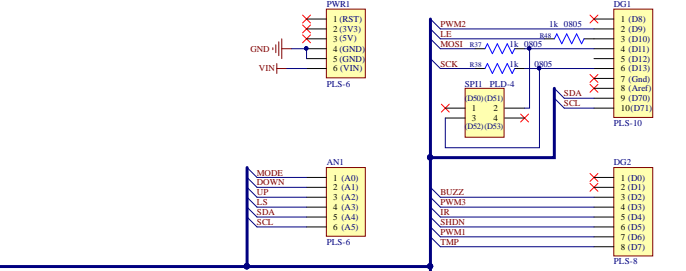 PWR1
1 (RST)
2 (3V3)
3 (5V)
GND 4 (GND)
5 (GND)
VIN 6 (VIN)
PLS-6
DG1
1 (D8)
PWM2 1k 0805 2 (D9)
LE R48 3 (D10)
MOSI R37 1k 0805 4 (D11)
5 (D12)
SCK R38 1k 0805 6 (D13)
7 (Gnd)
8 (Aref)
SDA 9 (D70)
SCL 10(D71)
PLS-10
SPI1 PLD-4
(D50)(D51)
1 2
3 4
(D52)(D53)
AN1
MODE 1 (A0)
DOWN 2 (A1)
UP 3 (A2)
LS 4 (A3)
SDA 5 (A4)
SCL 6 (A5)
PLS-6
DG2
1 (D0)
2 (D1)
BUZZ 3 (D2)
PWM3 4 (D3)
IR 5 (D4)
SHDN 6 (D5)
PWM1 7 (D6)
TMP 8 (D7)
PLS-8